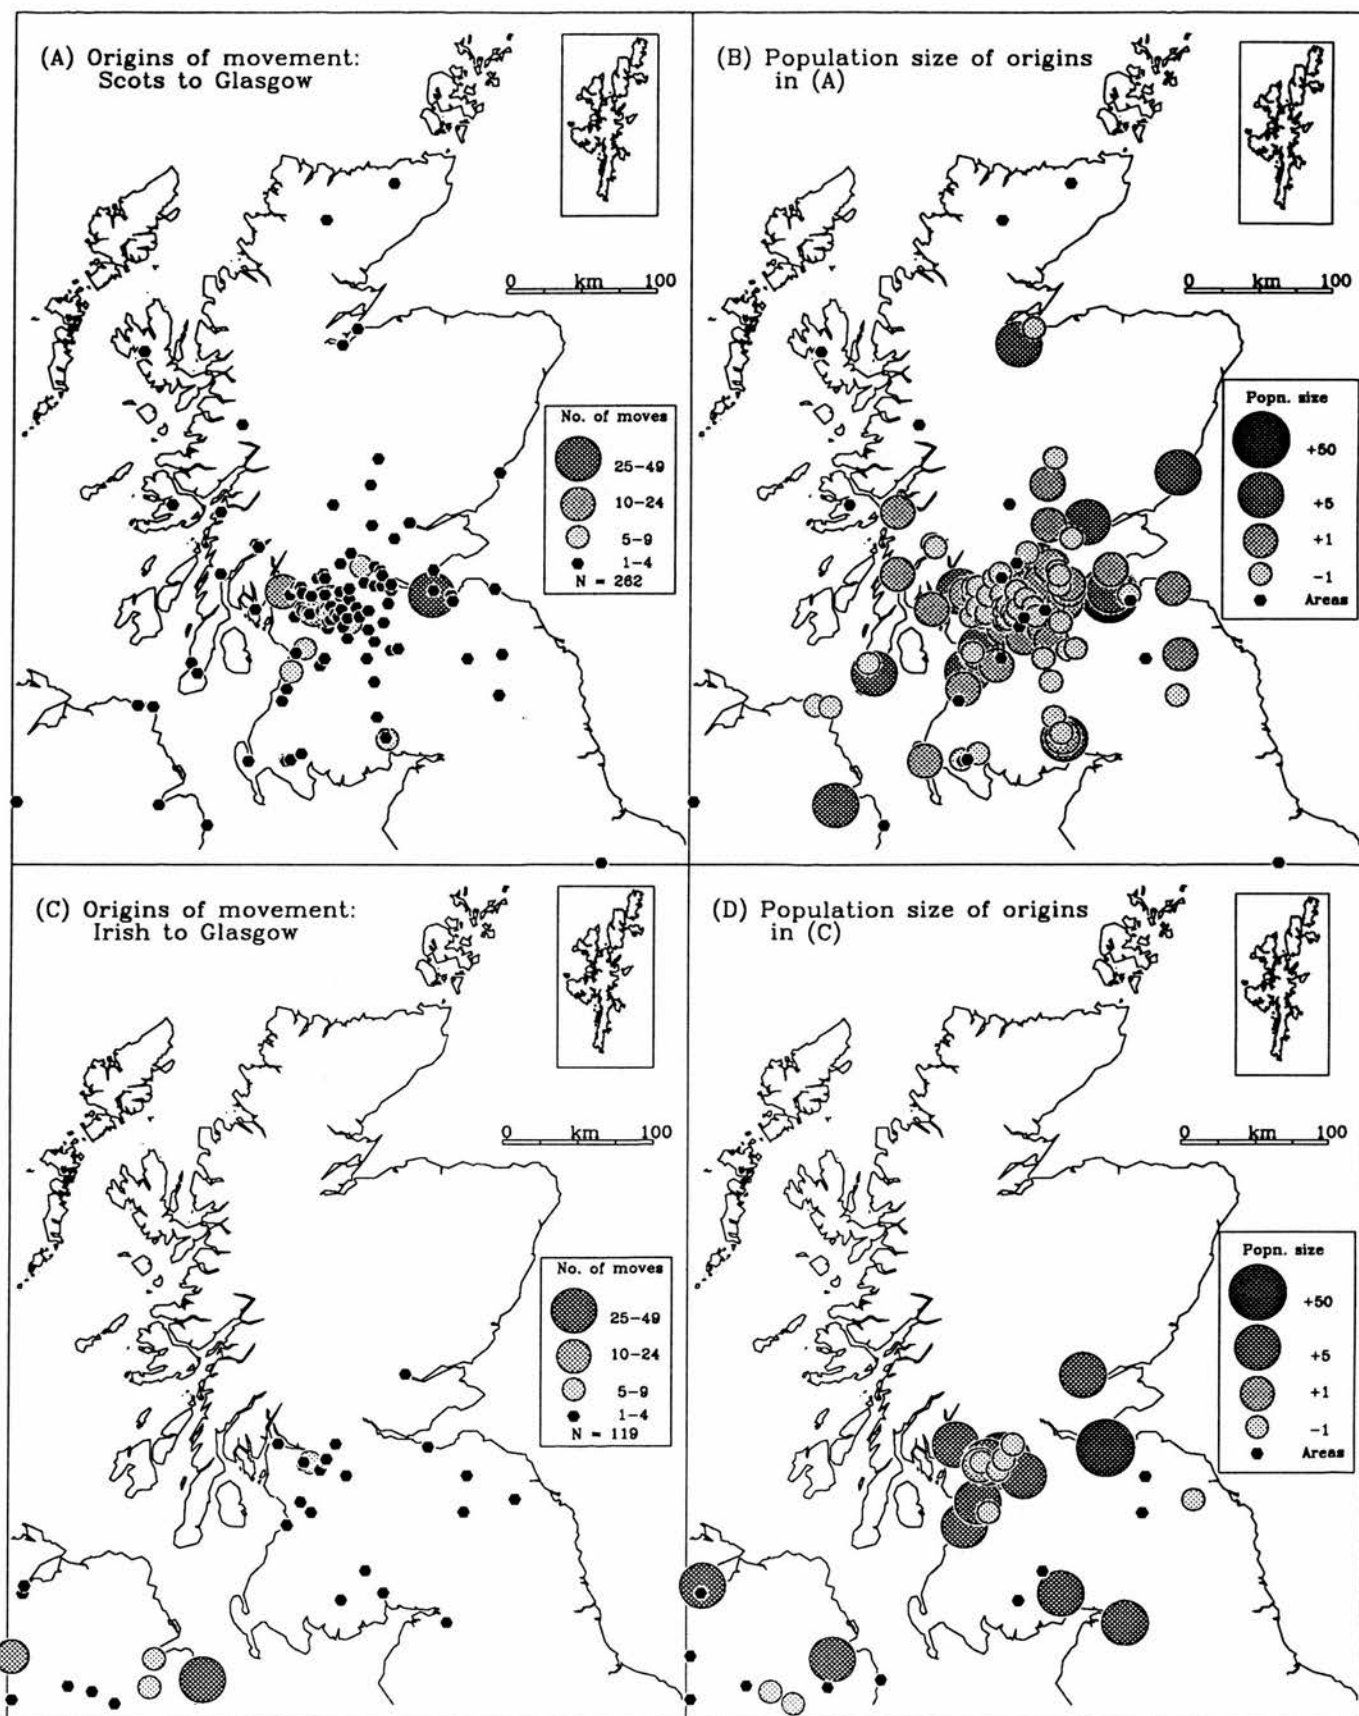 (A) Origins of movement:
Scots to Glasgow
0 km 100
No. of moves
25-49
10-24
5-9
1-4
N = 262
(B) Population size of origins
in (A)
0 km 100
Popn. size
+50
+5
+1
-1
Areas
(C) Origins of movement:
Irish to Glasgow
0 km 100
No. of moves
25-49
10-24
5-9
1-4
N = 119
(D) Population size of origins
in (C)
0 km 100
Popn. size
+50
+5
+1
-1
Areas